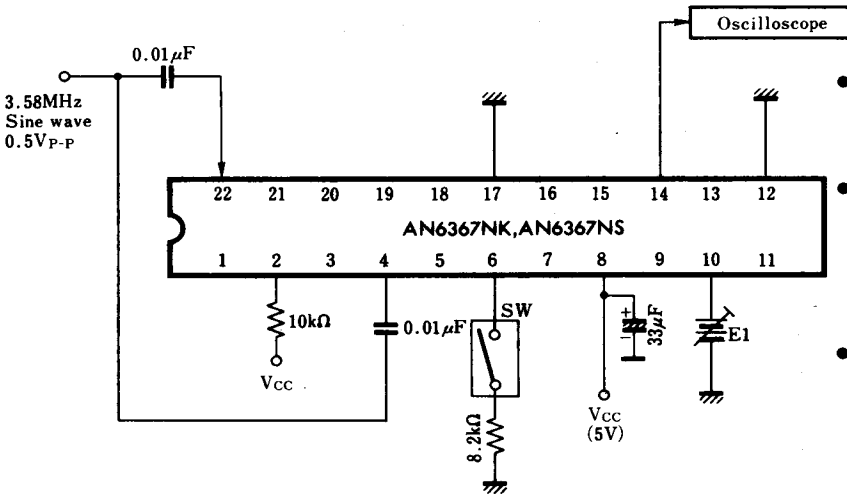 Oscilloscope
0.01μF
3.58MHz
Sine wave
0.5VP-P
22 21 20 19 18 17 16 15 14 13 12
AN6367NK,AN6367NS
1 2 3 4 5 6 7 8 9 10 11
10kΩ
VCC
0.01μF
SW
8.2kΩ
+
−
33μF
VCC
(5V)
E1